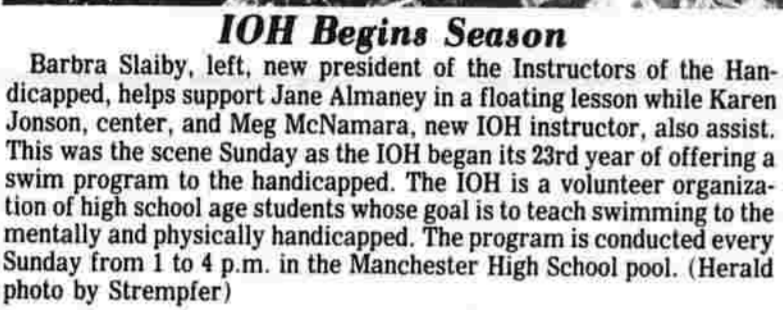 IOH Begins Season
Barbra Slaiby, left, new president of the Instructors of the Han-
dicapped, helps support Jane Almaney in a floating lesson while Karen
Jonson, center, and Meg McNamara, new IOH instructor, also assist.
This was the scene Sunday as the IOH began its 23rd year of offering a
swim program to the handicapped. The IOH is a volunteer organiza-
tion of high school age students whose goal is to teach swimming to the
mentally and physically handicapped. The program is conducted every
Sunday from 1 to 4 p.m. in the Manchester High School pool. (Herald
photo by Strempfer)